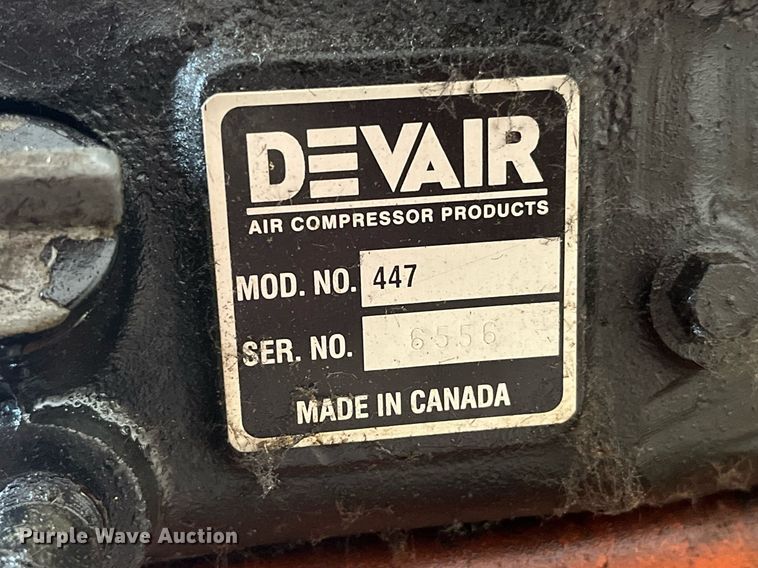 DEVAIR
AIR COMPRESSOR PRODUCTS
MOD. NO. 447
SER. NO. 6556
MADE IN CANADA
Purple Wave Auction